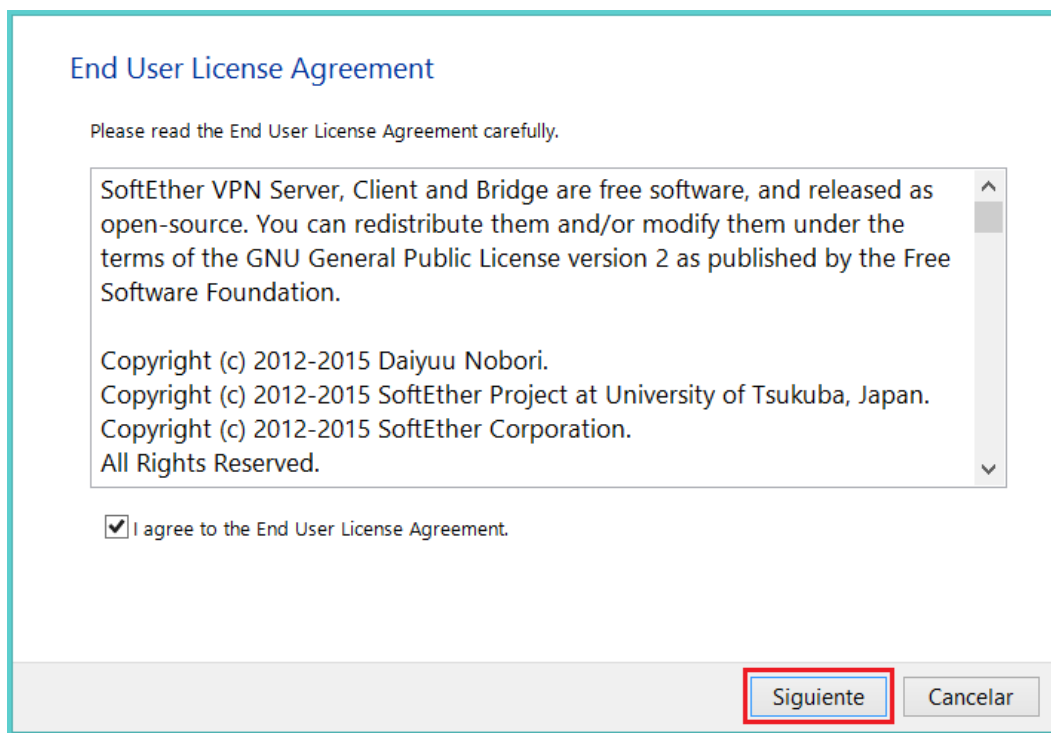 End User License Agreement
Please read the End User License Agreement carefully.
SoftEther VPN Server, Client and Bridge are free software, and released as
open-source. You can redistribute them and/or modify them under the
terms of the GNU General Public License version 2 as published by the Free
Software Foundation.
Copyright (c) 2012-2015 Daiyuu Nobori.
Copyright (c) 2012-2015 SoftEther Project at University of Tsukuba, Japan.
Copyright (c) 2012-2015 SoftEther Corporation.
All Rights Reserved.
I agree to the End User License Agreement.
Siguiente Cancelar